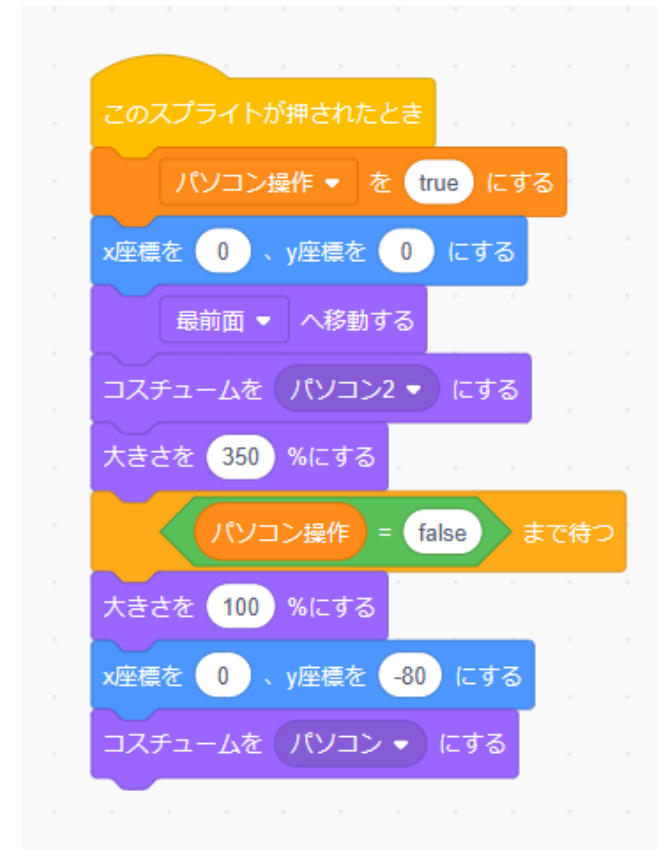 このスプライトが押されたとき
パソコン操作 を true にする
x座標を 0 、y座標を 0 にする
最前面 へ移動する
コスチュームを パソコン2 にする
大きさを 350 %にする
パソコン操作 = false まで待つ
大きさを 100 %にする
x座標を 0 、y座標を -80 にする
コスチュームを パソコン にする